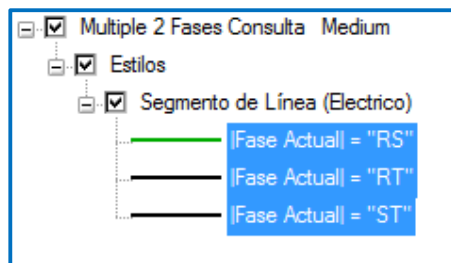 Multiple 2 Fases Consulta Medium
Estilos
Segmento de Línea (Electrico)
|Fase Actual| = "RS"
|Fase Actual| = "RT"
|Fase Actual| = "ST"